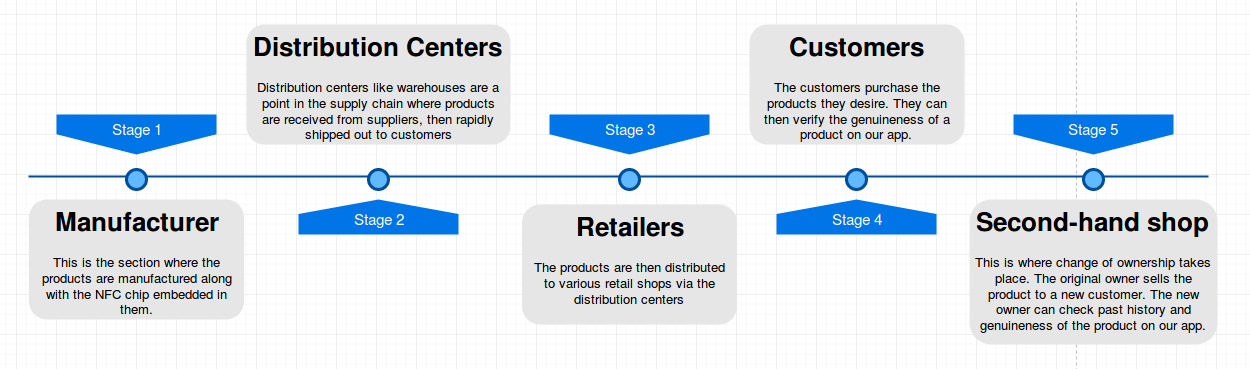 Stage 1
Manufacturer
This is the section where the
products are manufactured along
with the NFC chip embedded in
them.
Distribution Centers
Distribution centers like warehouses are a
point in the supply chain where products
are received from suppliers, then rapidly
shipped out to customers
Stage 2
Stage 3
Retailers
The products are then distributed
to various retail shops via the
distribution centers
Customers
The customers purchase the
products they desire. They can
then verify the genuineness of a
product on our app.
Stage 4
Stage 5
Second-hand shop
This is where change of ownership takes
place. The original owner sells the
product to a new customer. The new
owner can check past history and
genuineness of the product on our app.